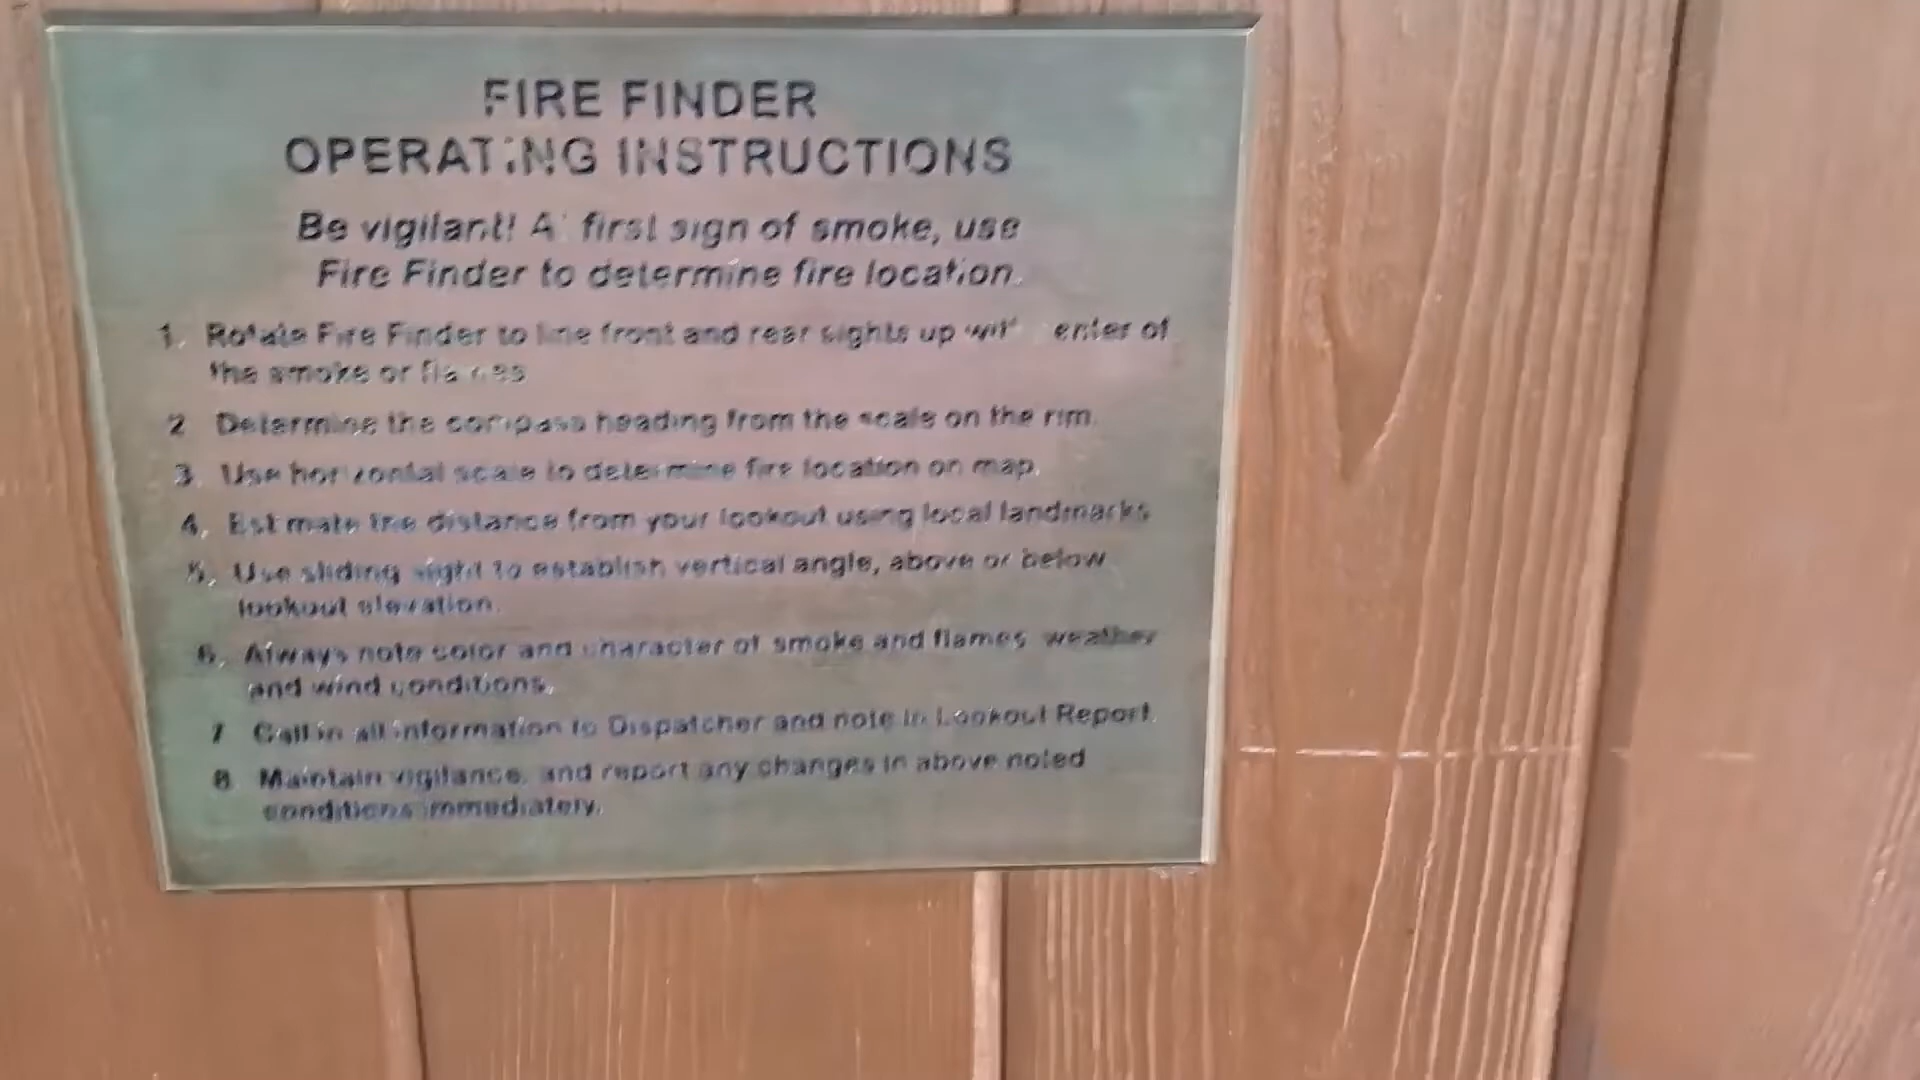 FIRE FINDER
OPERATING INSTRUCTIONS
Be vigilant! At first sign of smoke, use
Fire Finder to determine fire location.
1. Rotate Fire Finder to line front and rear sights up with center of
the smoke or flames
2 Determine the compass heading from the scale on the rim.
3. Use horizontal scale to determine fire location on map.
4. Estimate the distance from your lookout using local landmarks
5. Use sliding sight to establish vertical angle, above or below
lookout elevation.
6. Always note color and character of smoke and flames weather
and wind conditions.
7 Call in all information to Dispatcher and note in Lookout Report.
8 Maintain vigilance, and report any changes in above noted
conditions immediately.